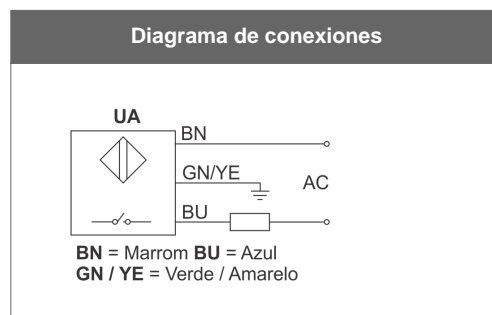 Diagrama de conexiones
UA
BN
GN/YE
AC
BU
BN = Marrom BU = Azul
GN / YE = Verde / Amarelo